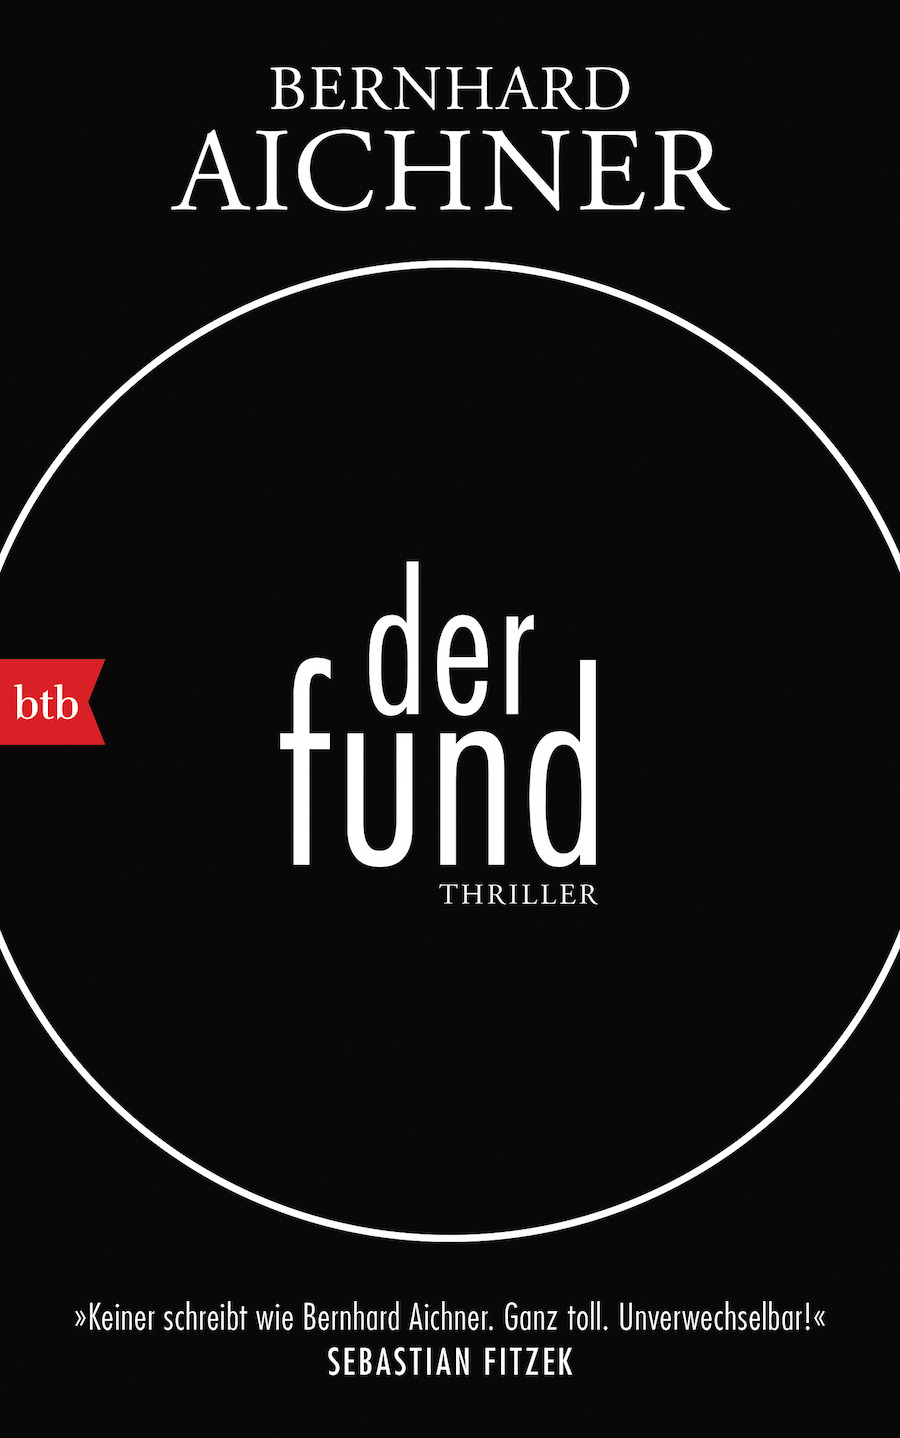 BERNHARD
AICHNER
der
fund
THRILLER
btb
»Keiner schreibt wie Bernhard Aichner. Ganz toll. Unverwechselbar!«
SEBASTIAN FITZEK